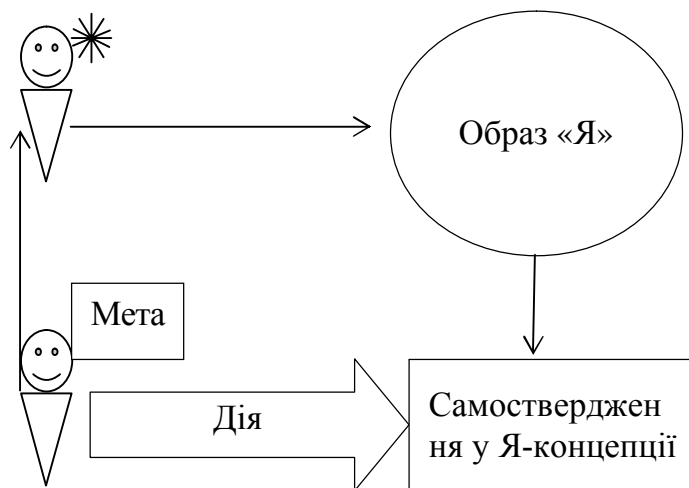 Образ «Я»
Мета
Дія
Самостверджен
ня у Я-концепції